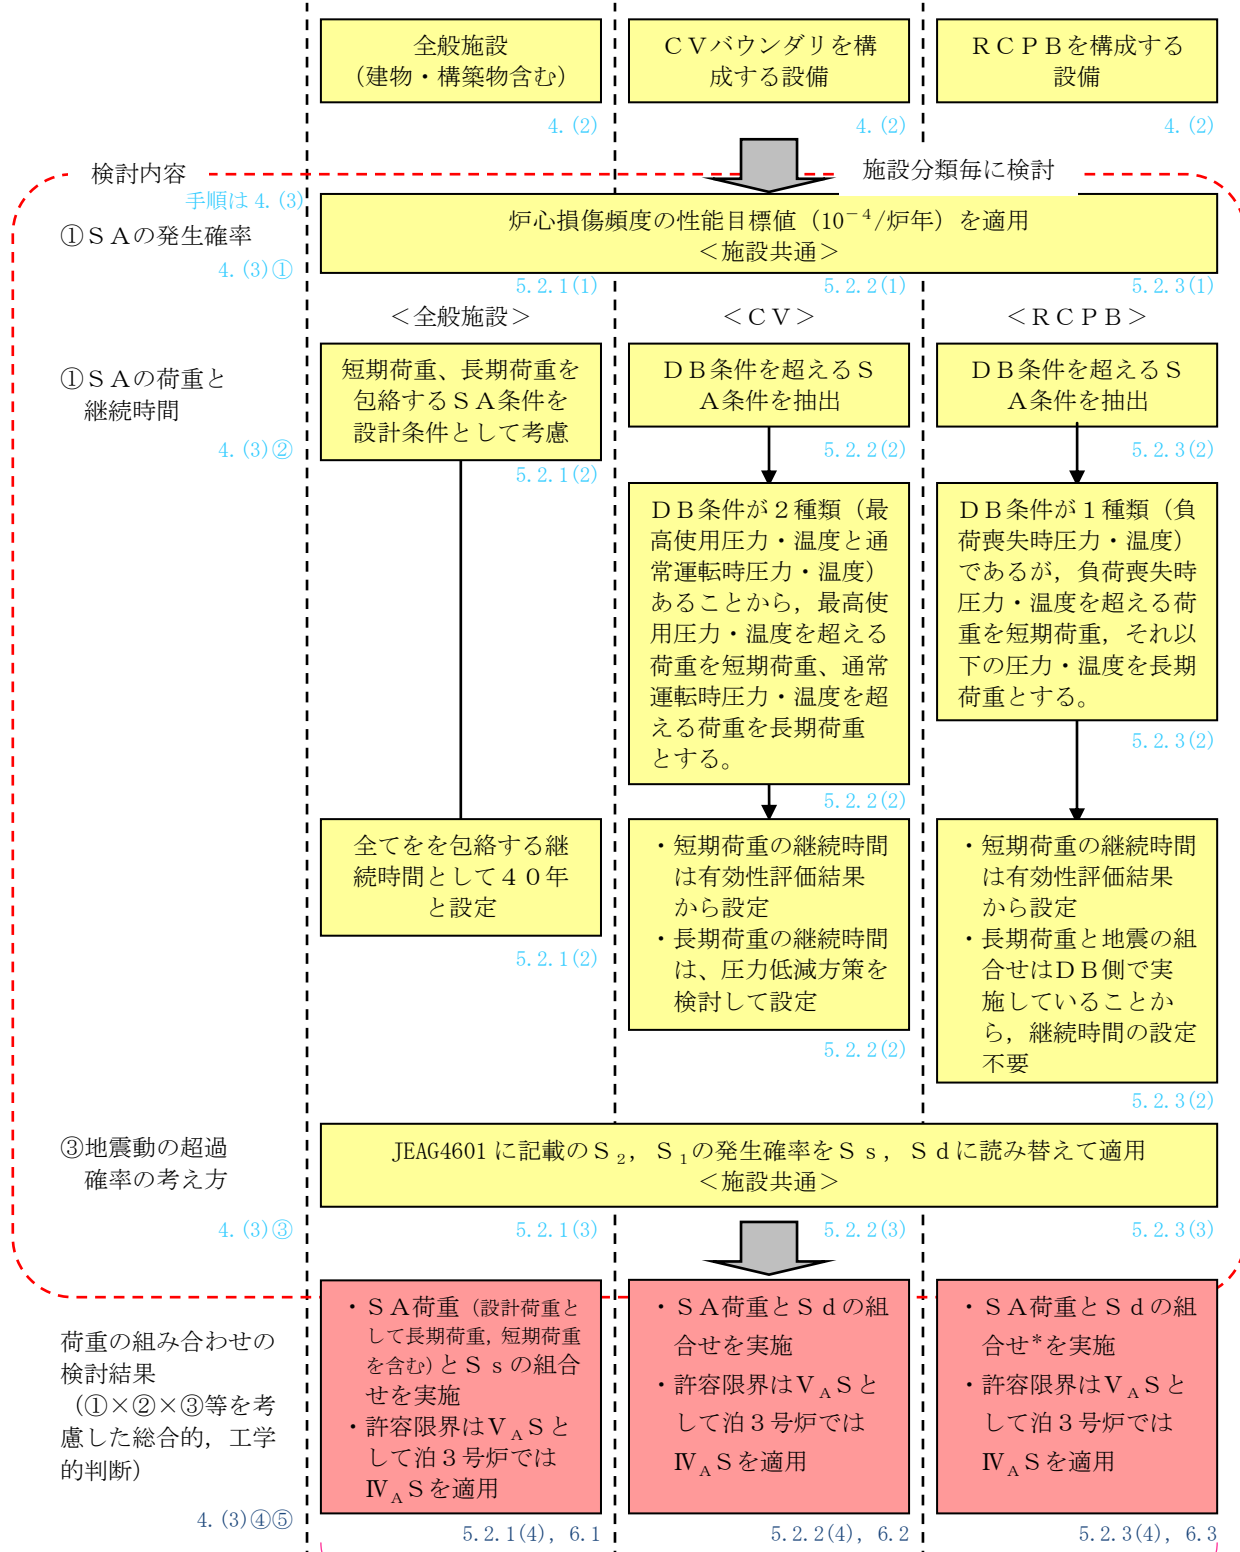 全般施設
（建物・構築物含む）
4. (2)
ＣＶバウンダリを構
成する設備
4. (2)
ＲＣＰＢを構成する
設備
4. (2)
検討内容
施設分類毎に検討
手順は 4. (3)
①ＳＡの発生確率
4. (3)①
炉心損傷頻度の性能目標値（10⁻⁴/炉年）を適用
＜施設共通＞
5.2.1(1)
5.2.2(1)
5.2.3(1)
＜全般施設＞
＜ＣＶ＞
＜ＲＣＰＢ＞
①ＳＡの荷重と
継続時間
4. (3)②
短期荷重、長期荷重を
包絡するＳＡ条件を
設計条件として考慮
5.2.1(2)
ＤＢ条件を超えるＳ
Ａ条件を抽出
5.2.2(2)
ＤＢ条件を超えるＳ
Ａ条件を抽出
5.2.3(2)
ＤＢ条件が２種類（最
高使用圧力・温度と通
常運転時圧力・温度）
あることから，最高使
用圧力・温度を超える
荷重を短期荷重、通常
運転時圧力・温度を超
える荷重を長期荷重
とする。
5.2.2(2)
ＤＢ条件が１種類（負
荷喪失時圧力・温度）
であるが，負荷喪失時
圧力・温度を超える荷
重を短期荷重，それ以
下の圧力・温度を長期
荷重とする。
5.2.3(2)
全てをを包絡する継
続時間として４０年
と設定
5.2.1(2)
・短期荷重の継続時間
は有効性評価結果
から設定
・長期荷重の継続時間
は、圧力低減方策を
検討して設定
5.2.2(2)
・短期荷重の継続時間
は有効性評価結果
から設定
・長期荷重と地震の組
合せはＤＢ側で実
施していることか
ら，継続時間の設定
不要
5.2.3(2)
③地震動の超過
確率の考え方
4. (3)③
JEAG4601 に記載のＳ₂，Ｓ₁の発生確率をＳｓ，Ｓｄに読み替えて適用
＜施設共通＞
5.2.1(3)
5.2.2(3)
5.2.3(3)
荷重の組み合わせの
検討結果
（①×②×③等を考
慮した総合的，工学
的判断）
4. (3)④⑤
・ＳＡ荷重（設計荷重と
して長期荷重，短期荷重
を含む）とＳｓの組合
せを実施
・許容限界はⅤ_AＳと
して泊３号炉では
Ⅳ_AＳを適用
5.2.1(4), 6.1
・ＳＡ荷重とＳｄの組
合せを実施
・許容限界はⅤ_AＳと
して泊３号炉では
Ⅳ_AＳを適用
5.2.2(4), 6.2
・ＳＡ荷重とＳｄの組
合せ*を実施
・許容限界はⅤ_AＳと
して泊３号炉では
Ⅳ_AＳを適用
5.2.3(4), 6.3